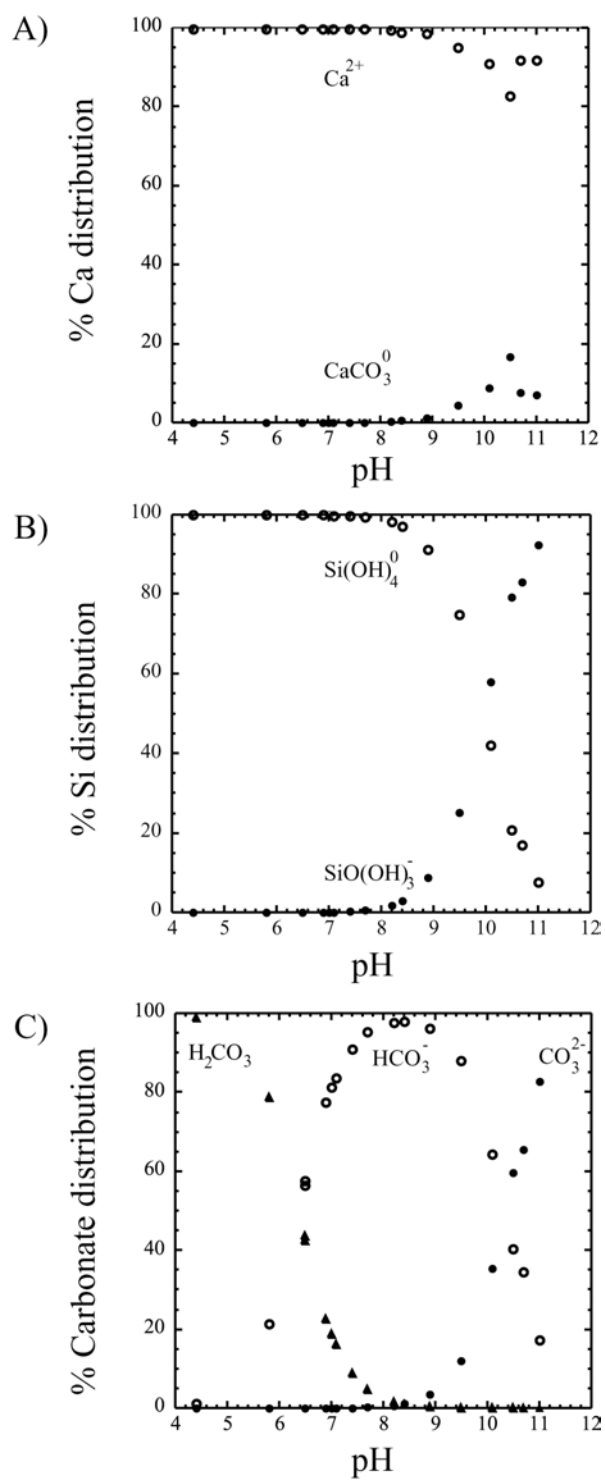 A)
100
80
60
40
20
0
Ca2+
CaCO30
% Ca distribution
4 5 6 7 8 9 10 11 12
pH
B)
100
80
60
40
20
0
Si(OH)40
SiO(OH)3-
% Si distribution
4 5 6 7 8 9 10 11 12
pH
C)
100
80
60
40
20
0
H2CO3 HCO3- CO32-
% Carbonate distribution
4 5 6 7 8 9 10 11 12
pH